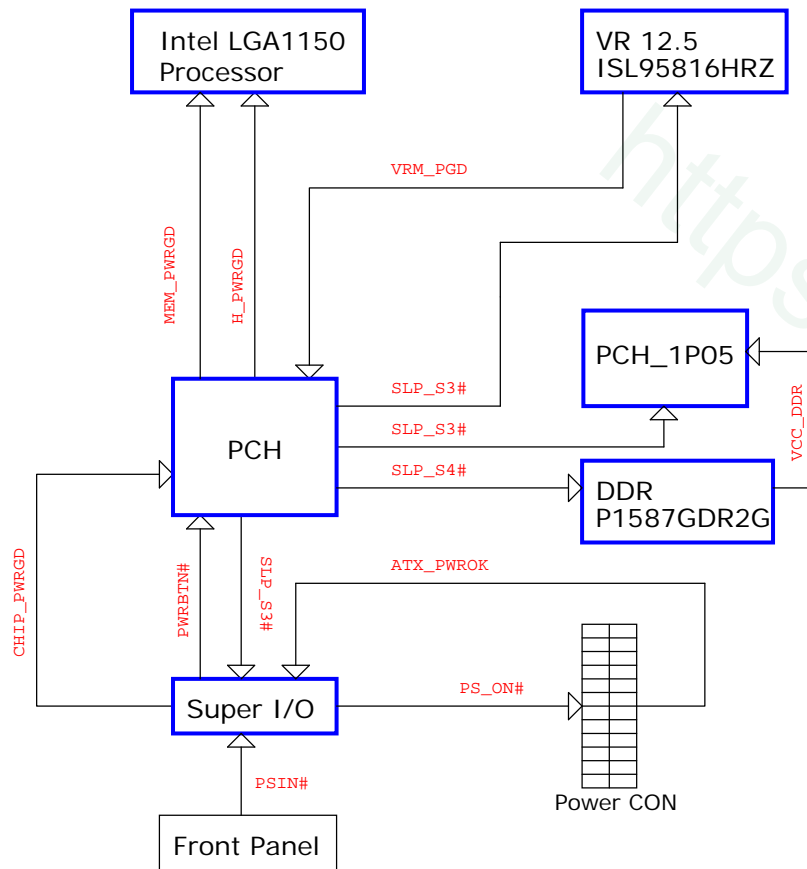 Intel LGA1150
Processor
VR 12.5
ISL95816HRZ
https
VRM_PGD
MEM_PWRGD
H_PWRGD
PCH_1P05
SLP_S3#
VCC_DDR
SLP_S3#
PCH
SLP_S4#
DDR
P1587GDR2G
CHIP_PWRGD
PWRBTN#
SLP_S3#
ATX_PWROK
PS_ON#
Super I/O
PSIN#
Power CON
Front Panel